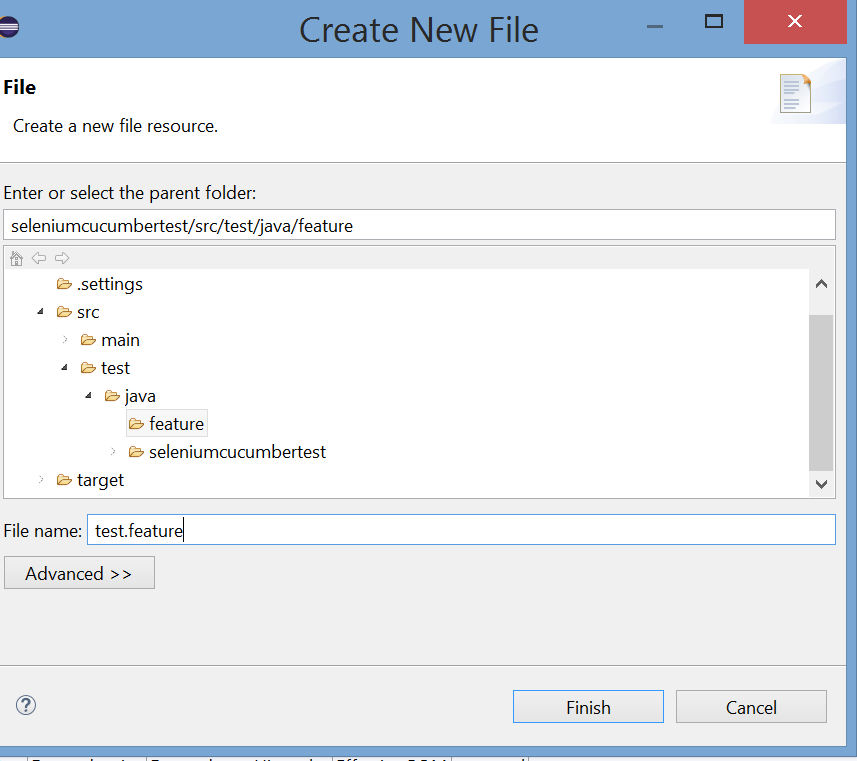 Create New File
File
Create a new file resource.
Enter or select the parent folder:
seleniumcucumbertest/src/test/java/feature
.settings
src
main
test
java
feature
seleniumcucumbertest
target
File name: test.feature
Advanced >>
Finish Cancel